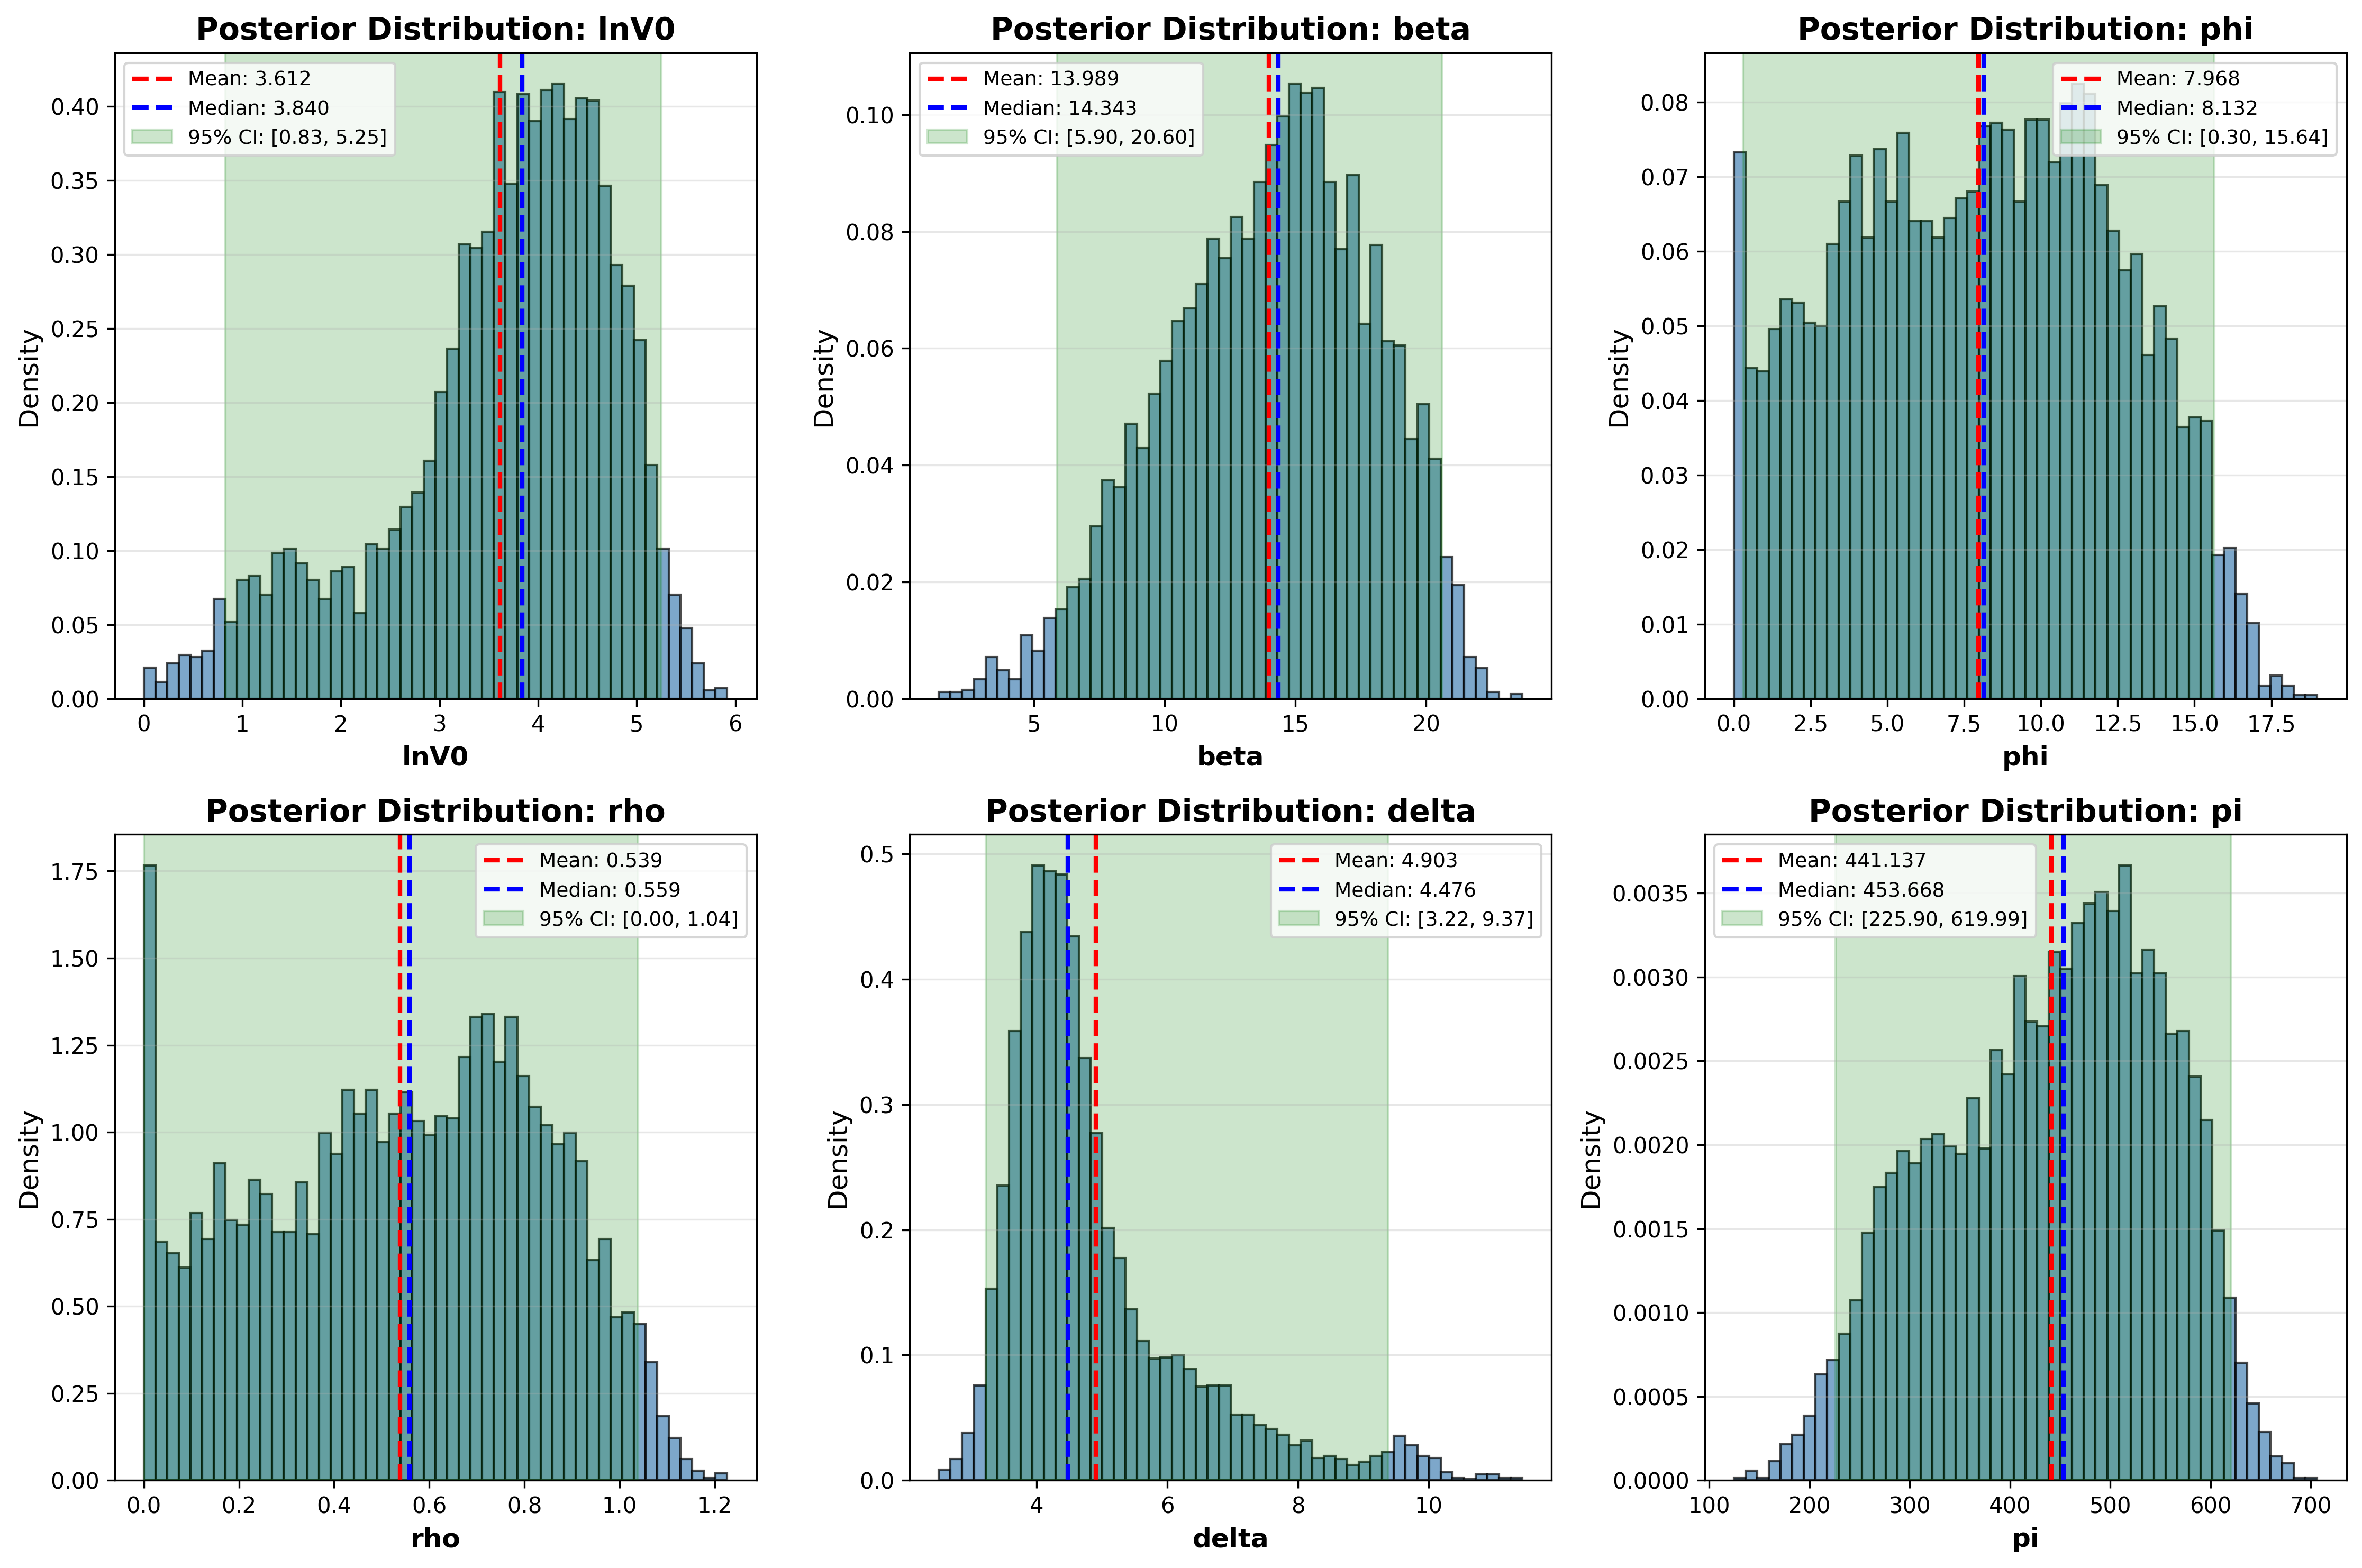 Posterior Distribution: lnV0
Mean: 3.612
Median: 3.840
95% CI: [0.83, 5.25]
Density
0.40
0.35
0.30
0.25
0.20
0.15
0.10
0.05
0.00
0 1 2 3 4 5 6
lnV0
Posterior Distribution: beta
Mean: 13.989
Median: 14.343
95% CI: [5.90, 20.60]
Density
0.10
0.08
0.06
0.04
0.02
0.00
5 10 15 20
beta
Posterior Distribution: phi
Mean: 7.968
Median: 8.132
95% CI: [0.30, 15.64]
Density
0.08
0.07
0.06
0.05
0.04
0.03
0.02
0.01
0.00
0.0 2.5 5.0 7.5 10.0 12.5 15.0 17.5
phi
Posterior Distribution: rho
Mean: 0.539
Median: 0.559
95% CI: [0.00, 1.04]
Density
1.75
1.50
1.25
1.00
0.75
0.50
0.25
0.00
0.0 0.2 0.4 0.6 0.8 1.0 1.2
rho
Posterior Distribution: delta
Mean: 4.903
Median: 4.476
95% CI: [3.22, 9.37]
Density
0.5
0.4
0.3
0.2
0.1
0.0
4 6 8 10
delta
Posterior Distribution: pi
Mean: 441.137
Median: 453.668
95% CI: [225.90, 619.99]
Density
0.0035
0.0030
0.0025
0.0020
0.0015
0.0010
0.0005
0.0000
100 200 300 400 500 600 700
pi